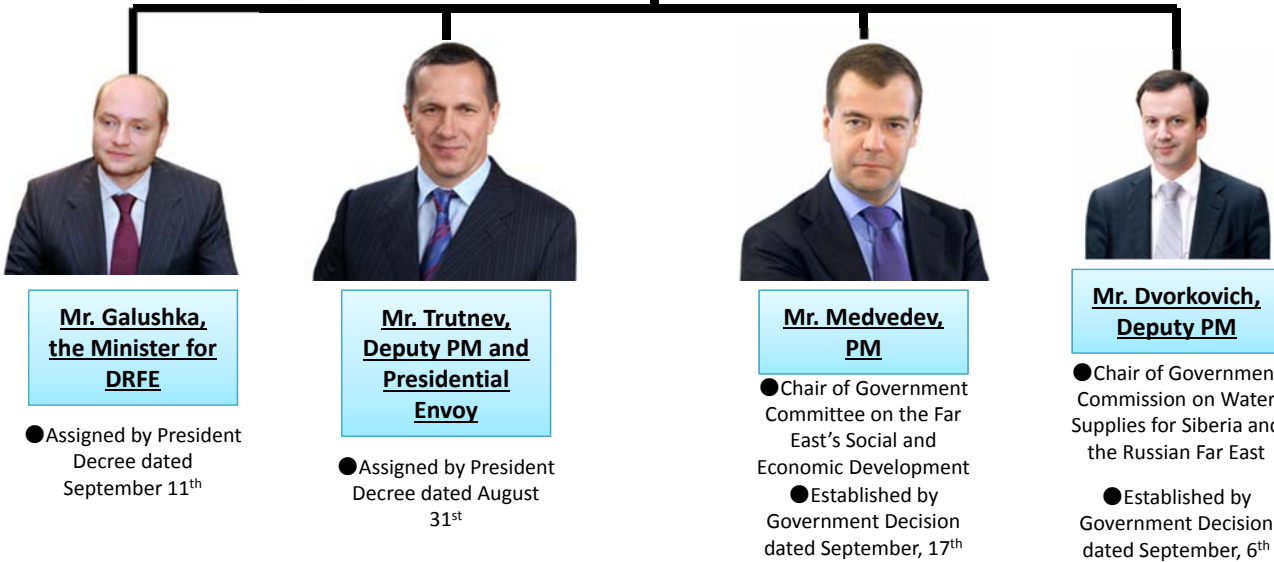 Mr. Galushka,
the Minister for
DRFE
●Assigned by President
Decree dated
September 11th
Mr. Trutnev,
Deputy PM and
Presidential
Envoy
●Assigned by President
Decree dated August
31st
Mr. Medvedev,
PM
●Chair of Government
Committee on the Far
East's Social and
Economic Development
●Established by
Government Decision
dated September, 17th
Mr. Dvorkovich,
Deputy PM
●Chair of Governmen
Commission on Water
Supplies for Siberia and
the Russian Far East
●Established by
Government Decision
dated September, 6th